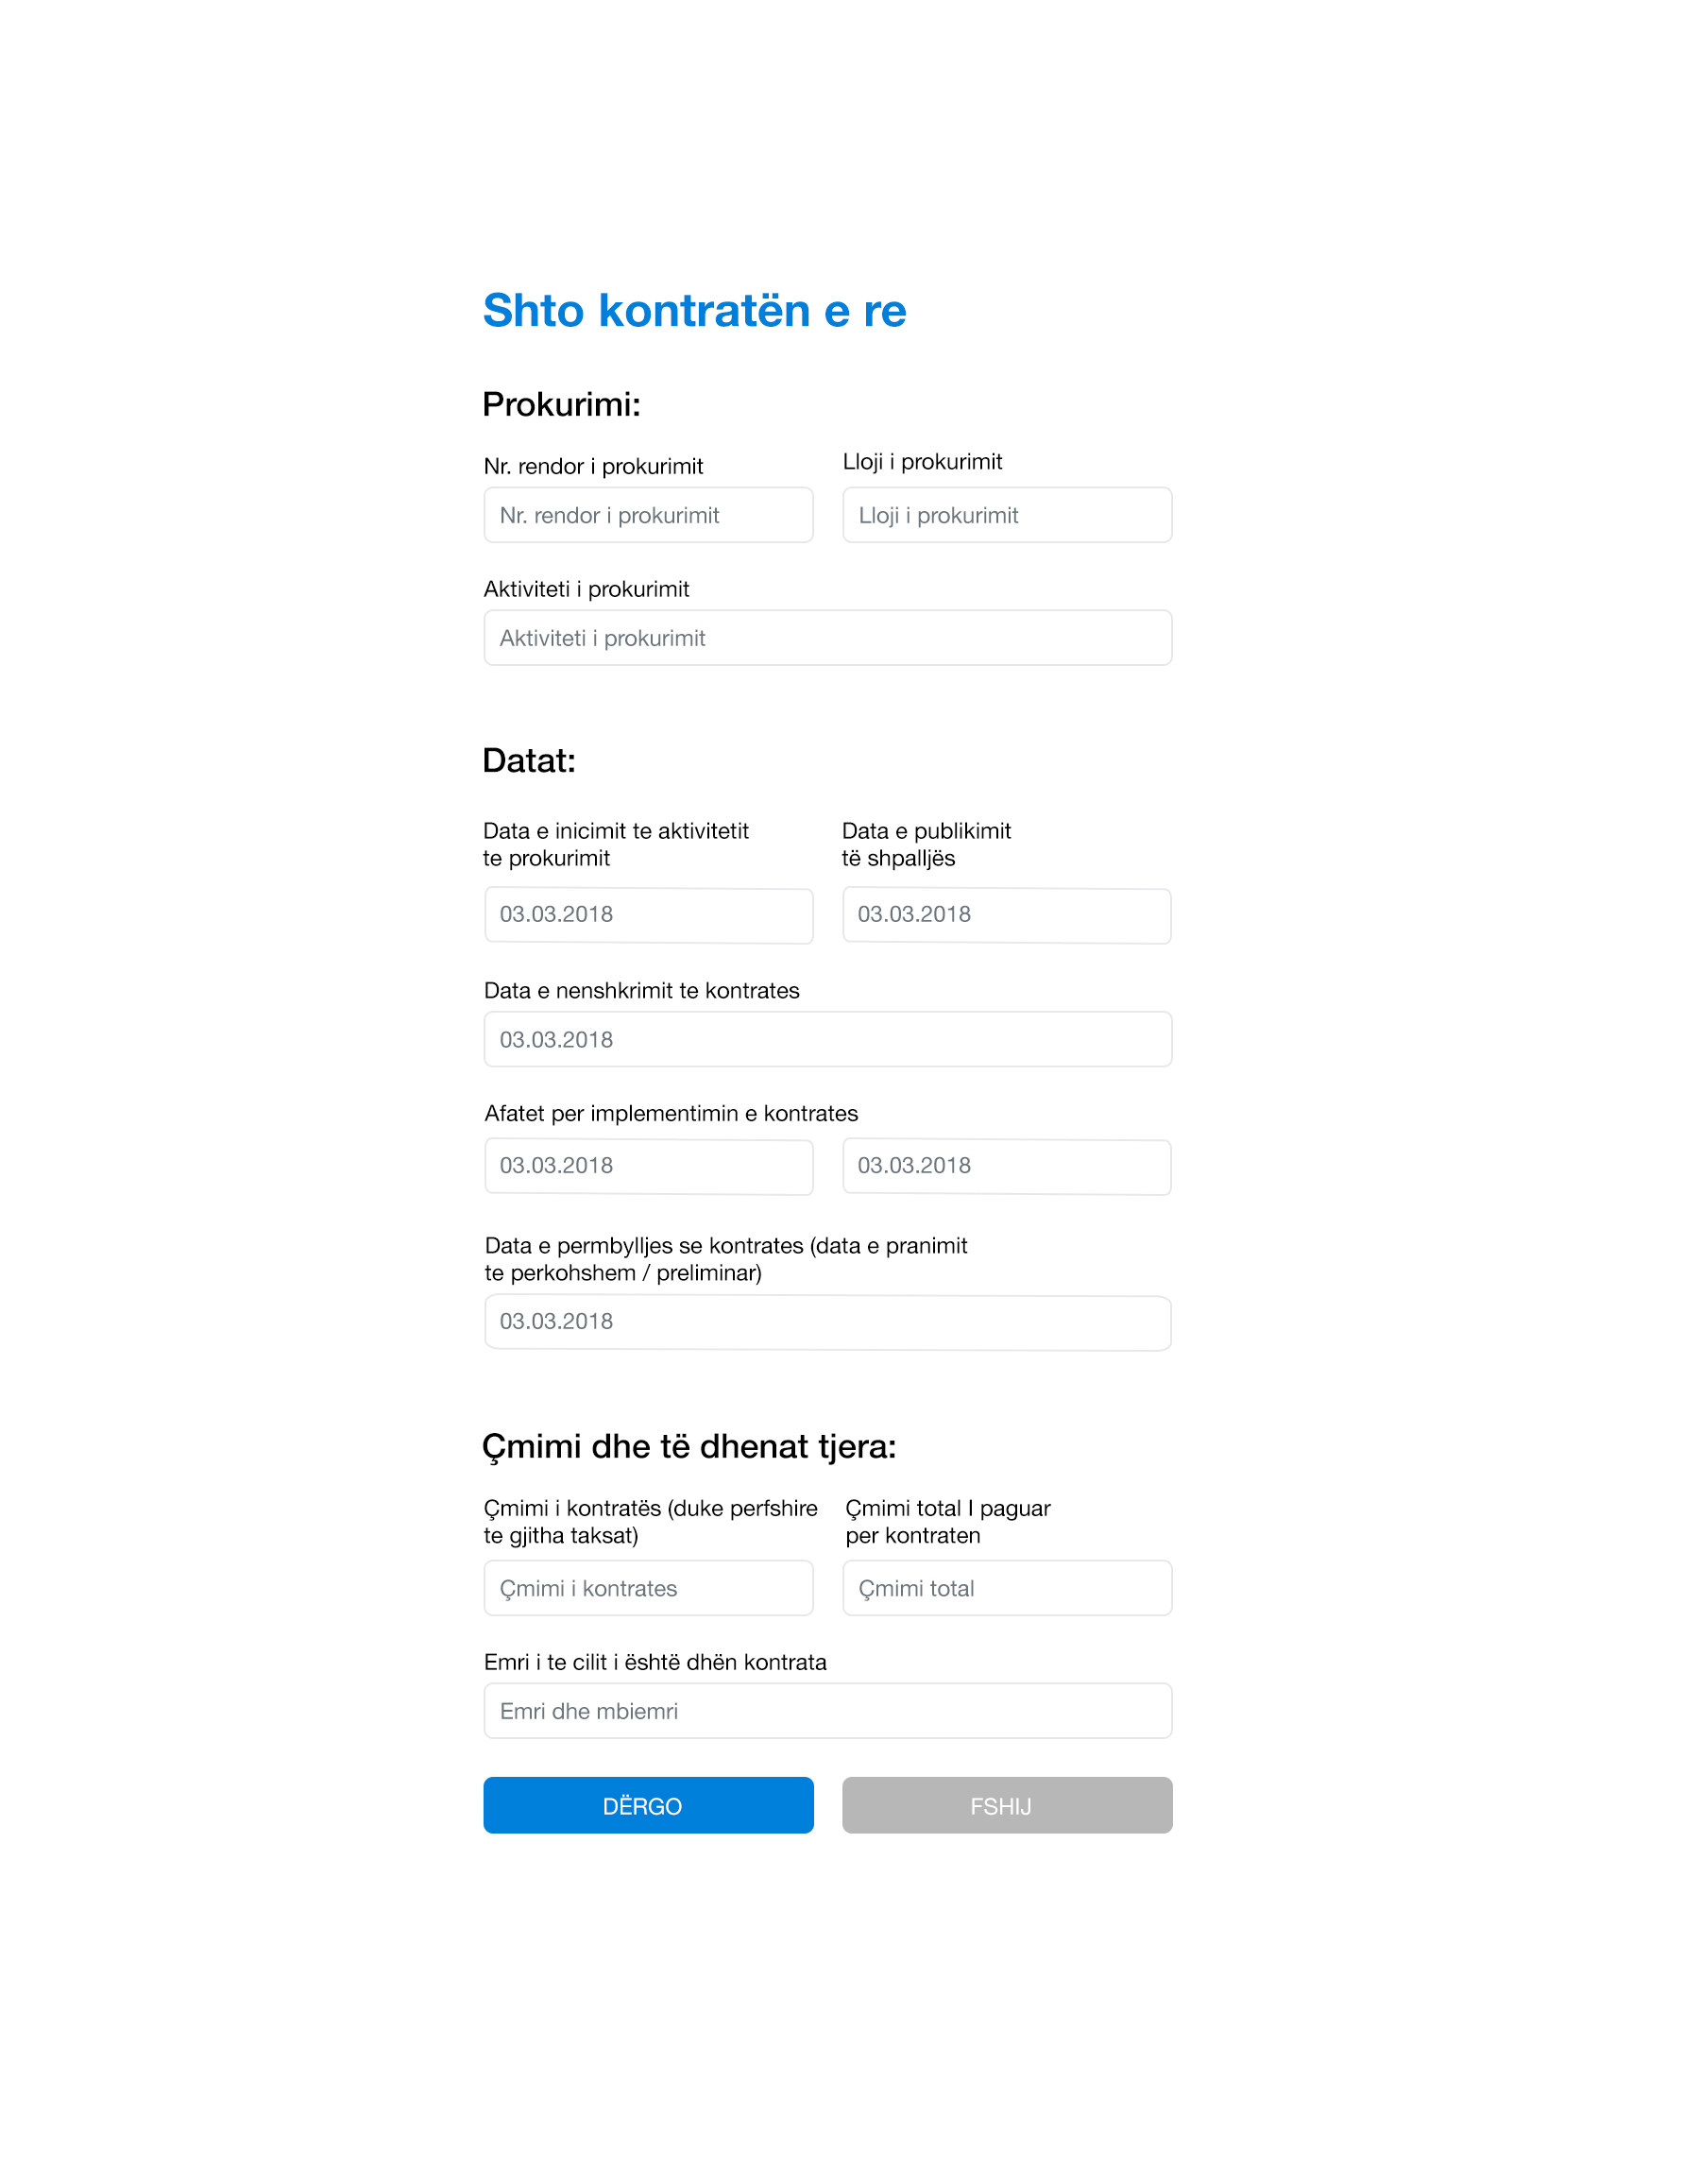 Shto kontratën e re
Prokurimi:
Nr. rendor i prokurimit
Lloji i prokurimit
Nr. rendor i prokurimit
Lloji i prokurimit
Aktiviteti i prokurimit
Aktiviteti i prokurimit
Datat:
Data e inicimit te aktivitetit
te prokurimit
Data e publikimit
të shpalljës
03.03.2018
03.03.2018
Data e nenshkrimit te kontrates
03.03.2018
Afatet per implementimin e kontrates
03.03.2018
03.03.2018
Data e permbylljes se kontrates (data e pranimit
te perkohshem / preliminar)
03.03.2018
Çmimi dhe të dhenat tjera:
Çmimi i kontratës (duke perfshire
te gjitha taksat)
Çmimi total I paguar
per kontraten
Çmimi i kontrates
Çmimi total
Emri i te cilit i është dhën kontrata
Emri dhe mbiemri
DËRGO
FSHIJ